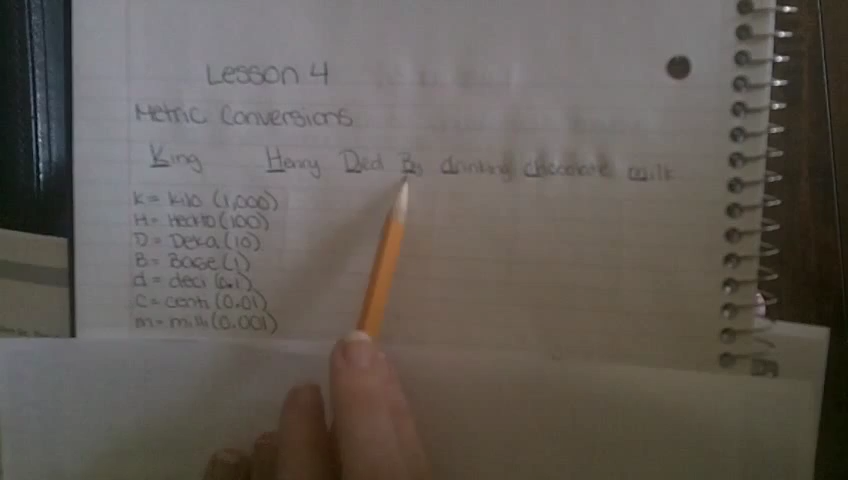 Lesson 4
Metric Conversions
King Henry Died By drinking chocolate milk
K = Kilo (1,000)
H = Hecto (100)
D = Deka (10)
B = Base (1)
d = deci (0.1)
C = centi (0.01)
m = milli (0.001)